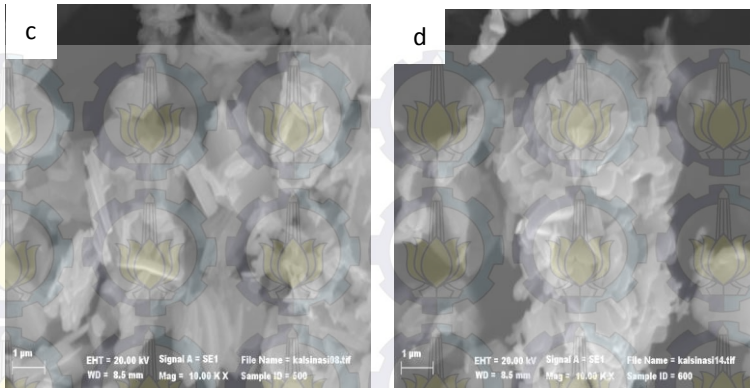 c
1 µm
EHT = 20.00 kV Signal A = SE1 File Name = kalsinasi08.tif
WD = 8.5 mm Mag = 10.00 K X Sample ID = 600
d
1 µm
EHT = 20.00 kV Signal A = SE1 File Name = kalsinasi14.tif
WD = 8.5 mm Mag = 10.00 K X Sample ID = 600